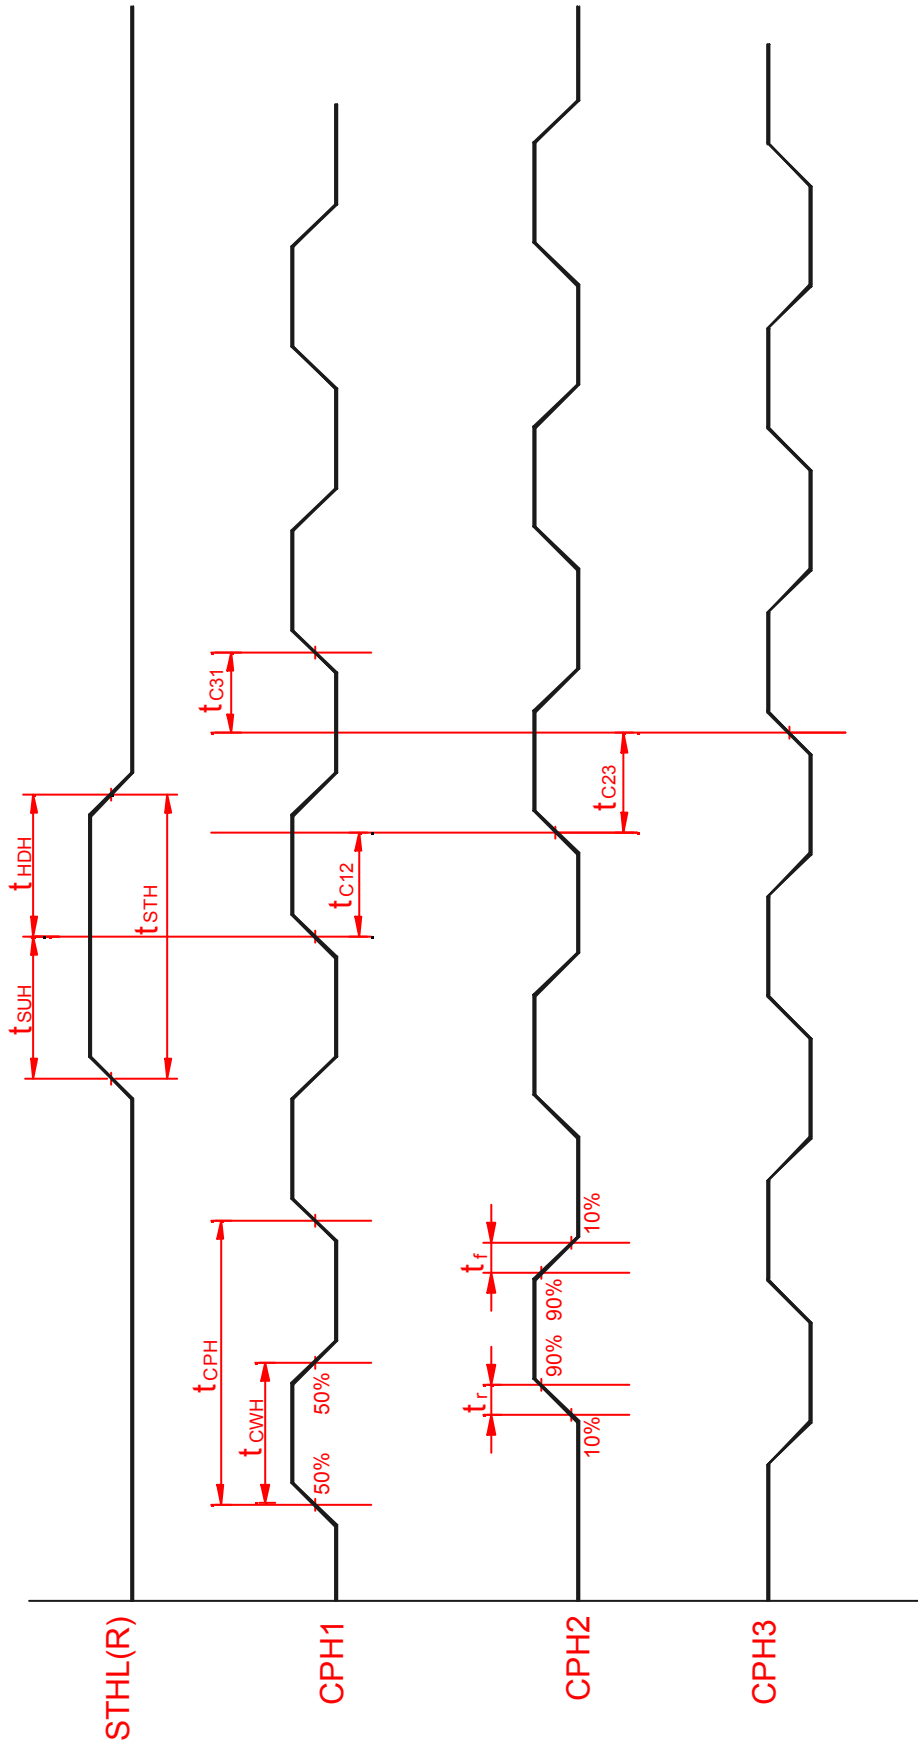 STHL(R)
tSUH
tHDH
tSTH
CPH1
tCPH
tCWH
50%
50%
tC12
tC31
CPH2
tr
tf
10%
90%
90%
10%
tC23
CPH3